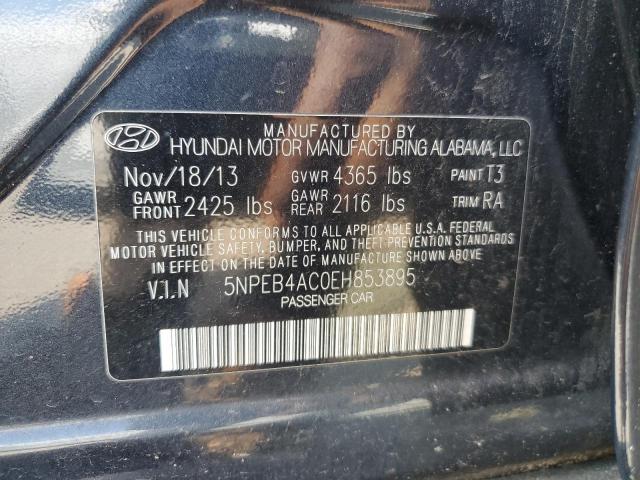 MANUFACTURED BY
HYUNDAI MOTOR MANUFACTURING ALABAMA, LLC
Nov/18/13 GVWR 4365 lbs PAINT T3
GAWR FRONT 2425 lbs GAWR REAR 2116 lbs TRIM RA
THIS VEHICLE CONFORMS TO ALL APPLICABLE U.S.A. FEDERAL
MOTOR VEHICLE SAFETY, BUMPER, AND THEFT PREVENTION STANDARDS
IN EFFECT ON THE DATE OF MANUFACTURE SHOWN ABOVE
V.I.N 5NPEB4AC0EH853895
PASSENGER CAR